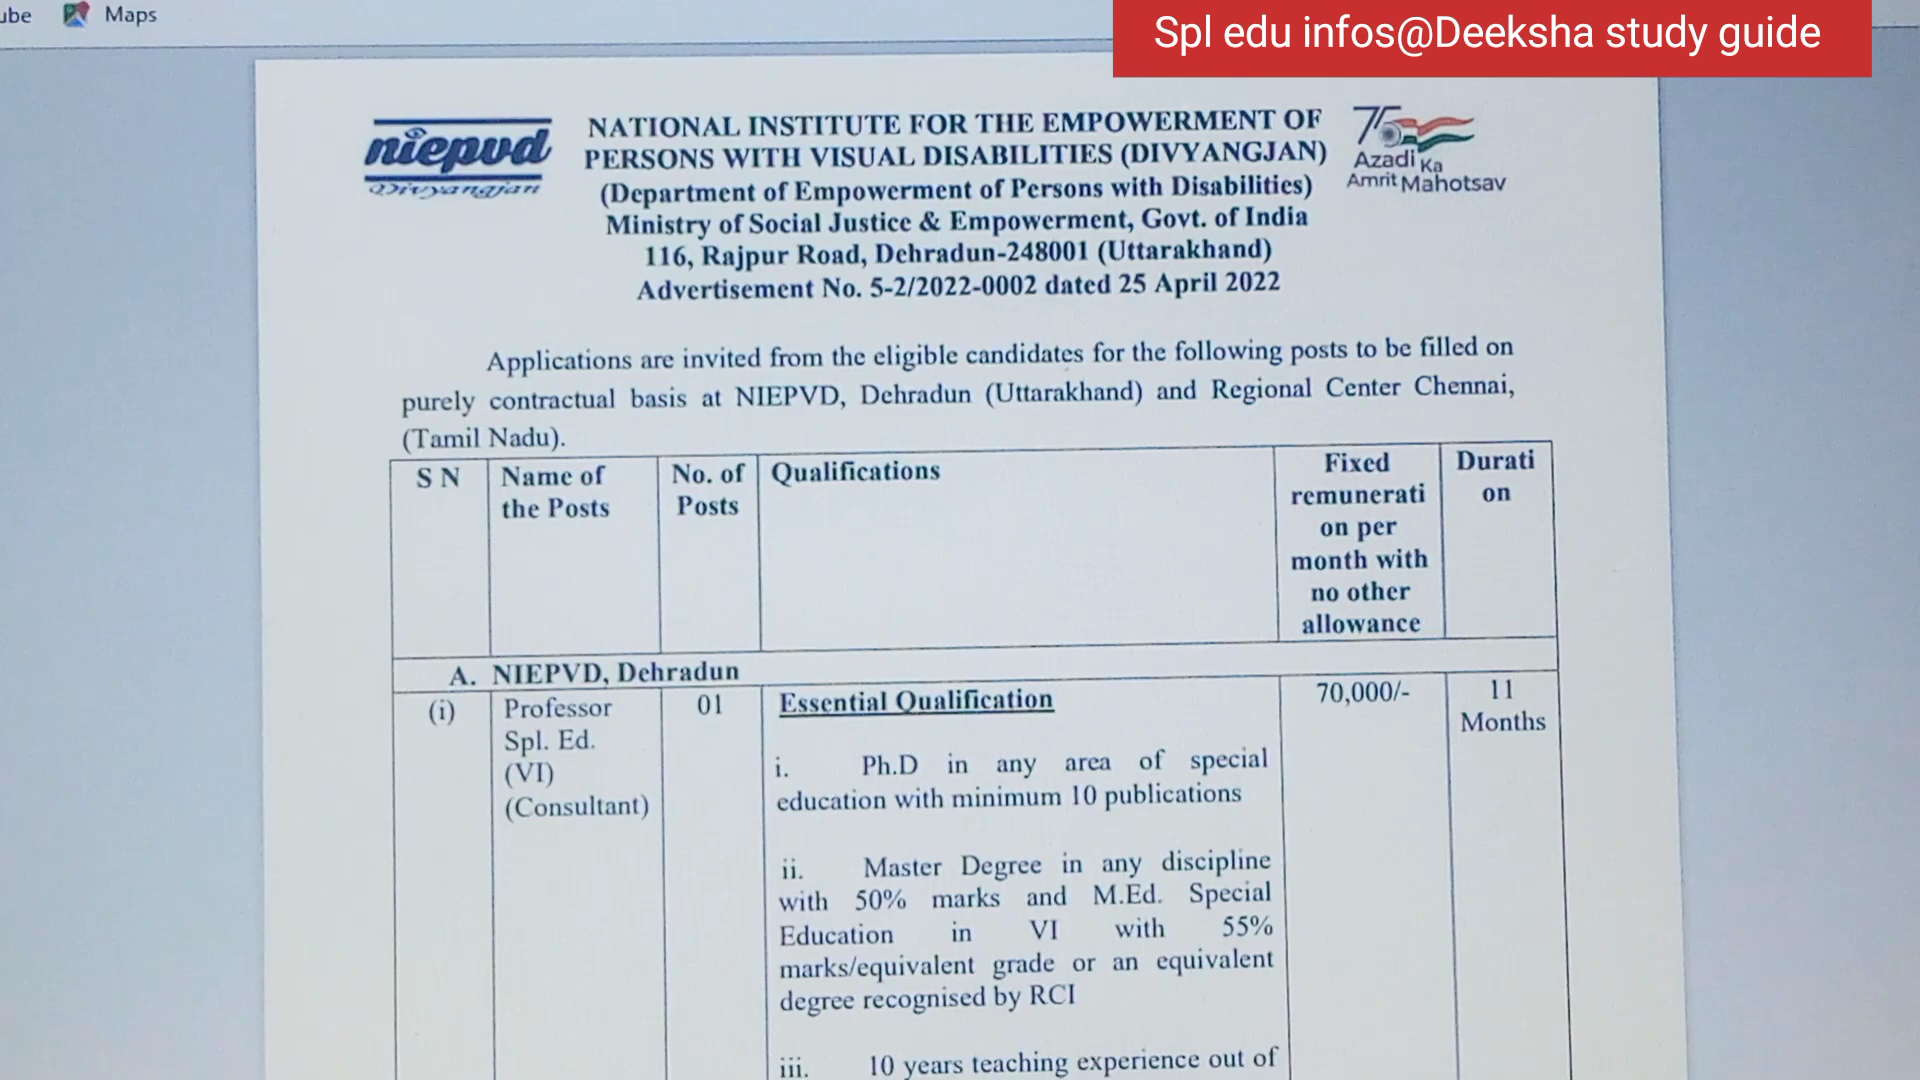 Maps
Spl edu infos@Deeksha study guide
niepvd
Divyangjan
NATIONAL INSTITUTE FOR THE EMPOWERMENT OF
PERSONS WITH VISUAL DISABILITIES (DIVYANGJAN)
(Department of Empowerment of Persons with Disabilities)
Ministry of Social Justice & Empowerment, Govt. of India
116, Rajpur Road, Dehradun-248001 (Uttarakhand)
Advertisement No. 5-2/2022-0002 dated 25 April 2022
75
Azadi Ka
Amrit Mahotsav
Applications are invited from the eligible candidates for the following posts to be filled on
purely contractual basis at NIEPVD, Dehradun (Uttarakhand) and Regional Center Chennai,
(Tamil Nadu).
S N
Name of
the Posts
No. of
Posts
Qualifications
Fixed
remunerati
on per
month with
no other
allowance
Durati
on
A. NIEPVD, Dehradun
(i)
Professor
Spl. Ed.
(VI)
(Consultant)
01
Essential Qualification
i. Ph.D in any area of special
education with minimum 10 publications
ii. Master Degree in any discipline
with 50% marks and M.Ed. Special
Education in VI with 55%
marks/equivalent grade or an equivalent
degree recognised by RCI
iii. 10 years teaching experience out of
70,000/-
11
Months